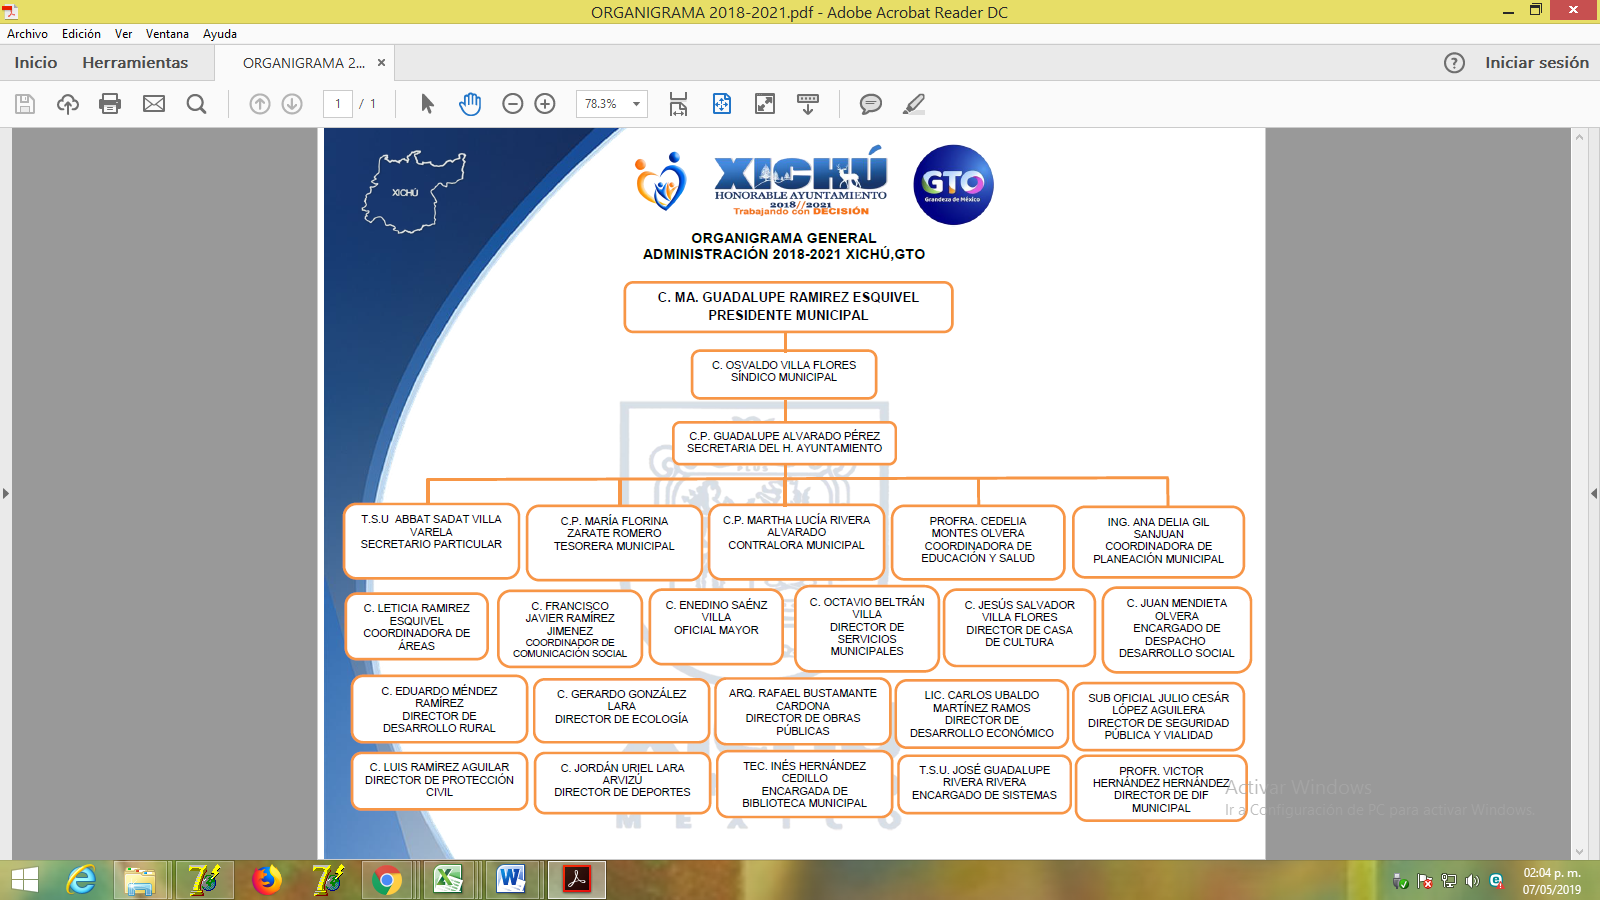 ORGANIGRAMA 2018-2021.pdf - Adobe Acrobat Reader DC
Archivo Edición Ver Ventana Ayuda
Inicio Herramientas ORGANIGRAMA 2... × ? Iniciar sesión
1 / 1 78.3%
XICHÚ
XICHÚ
HONORABLE AYUNTAMIENTO
2018//2021
Trabajando con DECISIÓN
GTO
Grandeza de México
ORGANIGRAMA GENERAL
ADMINISTRACIÓN 2018-2021 XICHÚ,GTO
C. MA. GUADALUPE RAMIREZ ESQUIVEL
PRESIDENTE MUNICIPAL
C. OSVALDO VILLA FLORES
SÍNDICO MUNICIPAL
C.P. GUADALUPE ALVARADO PÉREZ
SECRETARIA DEL H. AYUNTAMIENTO
T.S.U ABBAT SADAT VILLA
VARELA
SECRETARIO PARTICULAR
C.P. MARÍA FLORINA
ZARATE ROMERO
TESORERA MUNICIPAL
C.P. MARTHA LUCÍA RIVERA
ALVARADO
CONTRALORA MUNICIPAL
PROFRA. CEDELIA
MONTES OLVERA
COORDINADORA DE
EDUCACIÓN Y SALUD
ING. ANA DELIA GIL
SANJUAN
COORDINADORA DE
PLANEACIÓN MUNICIPAL
C. LETICIA RAMIREZ
ESQUIVEL
COORDINADORA DE
ÁREAS
C. FRANCISCO
JAVIER RAMÍREZ
JIMENEZ
COORDINADOR DE
COMUNICACIÓN SOCIAL
C. ENEDINO SAÉNZ
VILLA
OFICIAL MAYOR
C. OCTAVIO BELTRÁN
VILLA
DIRECTOR DE
SERVICIOS
MUNICIPALES
C. JESÚS SALVADOR
VILLA FLORES
DIRECTOR DE CASA
DE CULTURA
C. JUAN MENDIETA
OLVERA
ENCARGADO DE
DESPACHO
DESARROLLO SOCIAL
C. EDUARDO MÉNDEZ
RAMÍREZ
DIRECTOR DE
DESARROLLO RURAL
C. GERARDO GONZÁLEZ
LARA
DIRECTOR DE ECOLOGÍA
ARQ. RAFAEL BUSTAMANTE
CARDONA
DIRECTOR DE OBRAS
PÚBLICAS
LIC. CARLOS UBALDO
MARTÍNEZ RAMOS
DIRECTOR DE
DESARROLLO ECONÓMICO
SUB OFICIAL JULIO CESÁR
LÓPEZ AGUILERA
DIRECTOR DE SEGURIDAD
PÚBLICA Y VIALIDAD
C. LUIS RAMÍREZ AGUILAR
DIRECTOR DE PROTECCIÓN
CIVIL
C. JORDÁN URIEL LARA
ARVIZÚ
DIRECTOR DE DEPORTES
TEC. INÉS HERNÁNDEZ
CEDILLO
ENCARGADA DE
BIBLIOTECA MUNICIPAL
T.S.U. JOSÉ GUADALUPE
RIVERA RIVERA
ENCARGADO DE SISTEMAS
PROFR. VICTOR
HERNÁNDEZ HERNÁNDEZ
DIRECTOR DE DIF
MUNICIPAL
MÉXICO
Activar Windows
Ir a Configuración de PC para activar Windows.
02:04 p. m.
07/05/2019